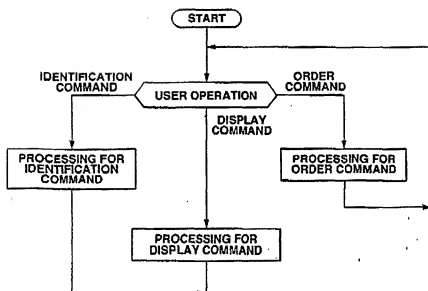 START
IDENTIFICATION
COMMAND
ORDER
COMMAND
USER OPERATION
DISPLAY
COMMAND
PROCESSING FOR
IDENTIFICATION
COMMAND
PROCESSING FOR
ORDER COMMAND
PROCESSING FOR
DISPLAY COMMAND